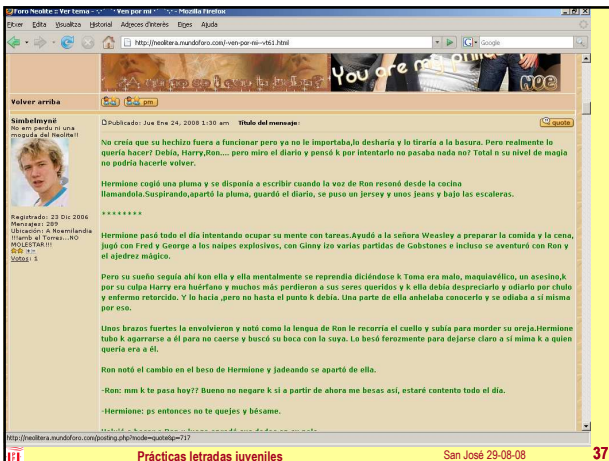 Foro Neolite :: Ver tema - Ven por mi - Mozilla Firefox
Fitxer Edita Visualitza Historial Adreces d'interès Eines Ajuda
http://neolitera.mundoforo.com/-ven-por-mi--vt61.html
Google
You are my
NOE
Volver arriba
pm
Simbelmynë
No em perdu ni una
moguda del Neolite!!
Publicado: Jue Ene 24, 2008 1:30 am Título del mensaje:
quote
No creía que su hechizo fuera a funcionar pero ya no le importaba,lo desharía y lo tiraría a la basura. Pero realmente lo
quería hacer? Debía, Harry,Ron.... pero miro el diario y pensó k por intentarlo no pasaba nada no? Total n su nivel de magia
no podría hacerle volver.
Hermione cogió una pluma y se disponía a escribir cuando la voz de Ron resonó desde la cocina
llamandola.Suspirando,apartó la pluma, guardó el diario, se puso un jersey y unos jeans y bajo las escaleras.
Registrado: 23 Dic 2006
Mensajes: 289
Ubicación: A Noemilandia
!!!amb el Torres...NO
MOLESTAR!!!
Votos: 1
********
Hermione pasó todo el día intentando ocupar su mente con tareas.Ayudó a la señora Weasley a preparar la comida y la cena,
jugó con Fred y George a los naipes explosivos, con Ginny izo varias partidas de Gobstones e incluso se aventuró con Ron y
el ajedrez màgico.
Pero su sueño seguía ahí kon ella y ella mentalmente se reprendia diciéndose k Toma era malo, maquiavélico, un asesino,k
por su culpa Harry era huérfano y muchos más perdieron a sus seres queridos y k ella debía despreciarlo y odiarlo por chulo
y enfermo retorcido. Y lo hacia ,pero no hasta el punto k debía. Una parte de ella anhelaba conocerlo y se odiaba a sí misma
por eso.
Unos brazos fuertes la envolvieron y notó como la lengua de Ron le recorría el cuello y subía para morder su oreja.Hermione
tubo k agarrarse a él para no caerse y buscó su boca con la suya. Lo besó ferozmente para dejarse claro a sí mima k a quien
quería era a él.
Ron notó el cambio en el beso de Hermione y jadeando se apartó de ella.
-Ron: mm k te pasa hoy?? Bueno no negare k si a partir de ahora me besas así, estaré contento todo el día.
-Hermione: ps entonces no te quejes y bésame.
http://neolitera.mundoforo.com/posting.php?mode=quote&p=717
Prácticas letradas juveniles
San José 29-08-08
37